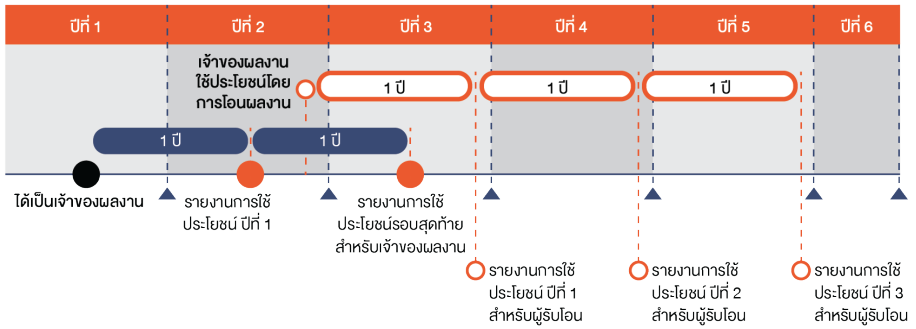 ปีที่ 1
ปีที่ 2
ปีที่ 3
ปีที่ 4
ปีที่ 5
ปีที่ 6
เจ้าของผลงาน
ใช้ประโยชน์โดย
การโอนผลงาน
1 ปี
1 ปี
1 ปี
1 ปี
1 ปี
ได้เป็นเจ้าของผลงาน
รายงานการใช้
ประโยชน์ ปีที่ 1
รายงานการใช้
ประโยชน์รอบสุดท้าย
สำหรับเจ้าของผลงาน
รายงานการใช้
ประโยชน์ ปีที่ 1
สำหรับผู้รับโอน
รายงานการใช้
ประโยชน์ ปีที่ 2
สำหรับผู้รับโอน
รายงานการใช้
ประโยชน์ ปีที่ 3
สำหรับผู้รับโอน